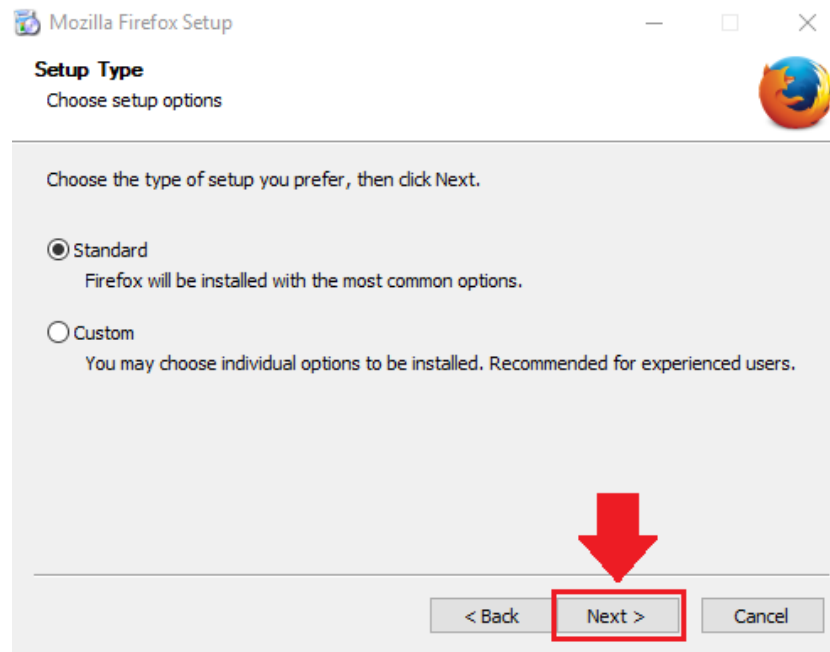 Mozilla Firefox Setup
Setup Type
Choose setup options
Choose the type of setup you prefer, then click Next.
Standard
Firefox will be installed with the most common options.
Custom
You may choose individual options to be installed. Recommended for experienced users.
< Back Next > Cancel